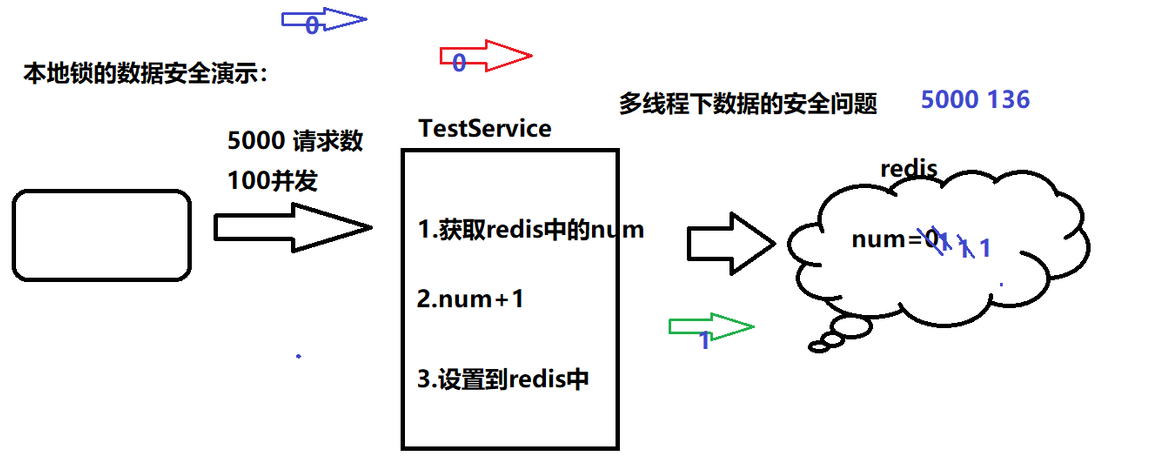 0
0
本地锁的数据安全演示：
多线程下数据的安全问题
5000 136
TestService
5000 请求数
100并发
redis
1.获取redis中的num
num=0
1
1
1
2.num+1
1
3.设置到redis中